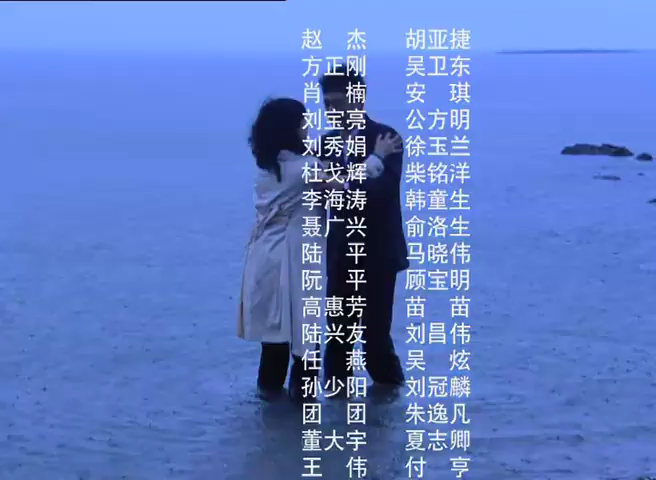 赵　杰　胡亚捷
方正刚　吴卫东
肖　楠　安　琪
刘宝亮　公方明
刘秀娟　徐玉兰
杜戈辉　柴铭洋
李海涛　韩童生
聂广兴　俞洛生
陆　平　马晓伟
阮　平　顾宝明
高惠芳　苗　苗
陆兴友　刘昌伟
任　燕　吴　炫
孙少阳　刘冠麟
团　团　朱逸凡
董大宇　夏志卿
王　伟　付　亨